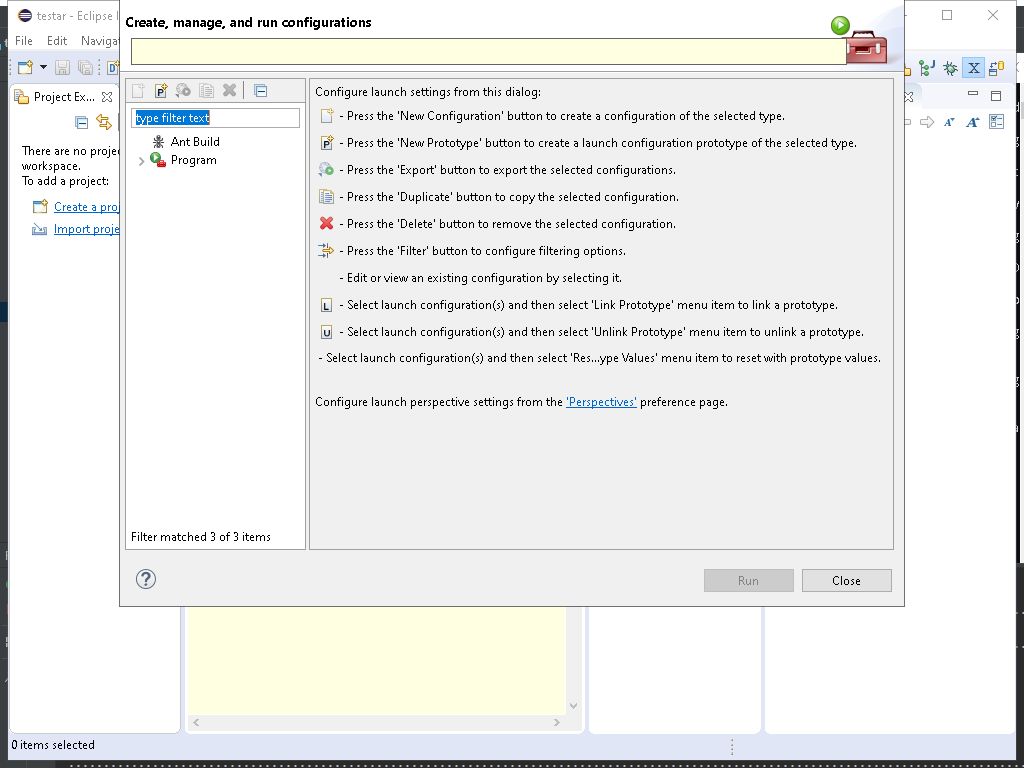 testar - Eclipse I
Create, manage, and run configurations
File Edit Navigat
Project Ex...
type filter text
Ant Build
Program
Filter matched 3 of 3 items
There are no projec
workspace.
To add a project:
Create a proj
Import proje
Configure launch settings from this dialog:
- Press the 'New Configuration' button to create a configuration of the selected type.
- Press the 'New Prototype' button to create a launch configuration prototype of the selected type.
- Press the 'Export' button to export the selected configurations.
- Press the 'Duplicate' button to copy the selected configuration.
- Press the 'Delete' button to remove the selected configuration.
- Press the 'Filter' button to configure filtering options.
- Edit or view an existing configuration by selecting it.
L - Select launch configuration(s) and then select 'Link Prototype' menu item to link a prototype.
U - Select launch configuration(s) and then select 'Unlink Prototype' menu item to unlink a prototype.
- Select launch configuration(s) and then select 'Res...ype Values' menu item to reset with prototype values.
Configure launch perspective settings from the 'Perspectives' preference page.
Run
Close
0 items selected